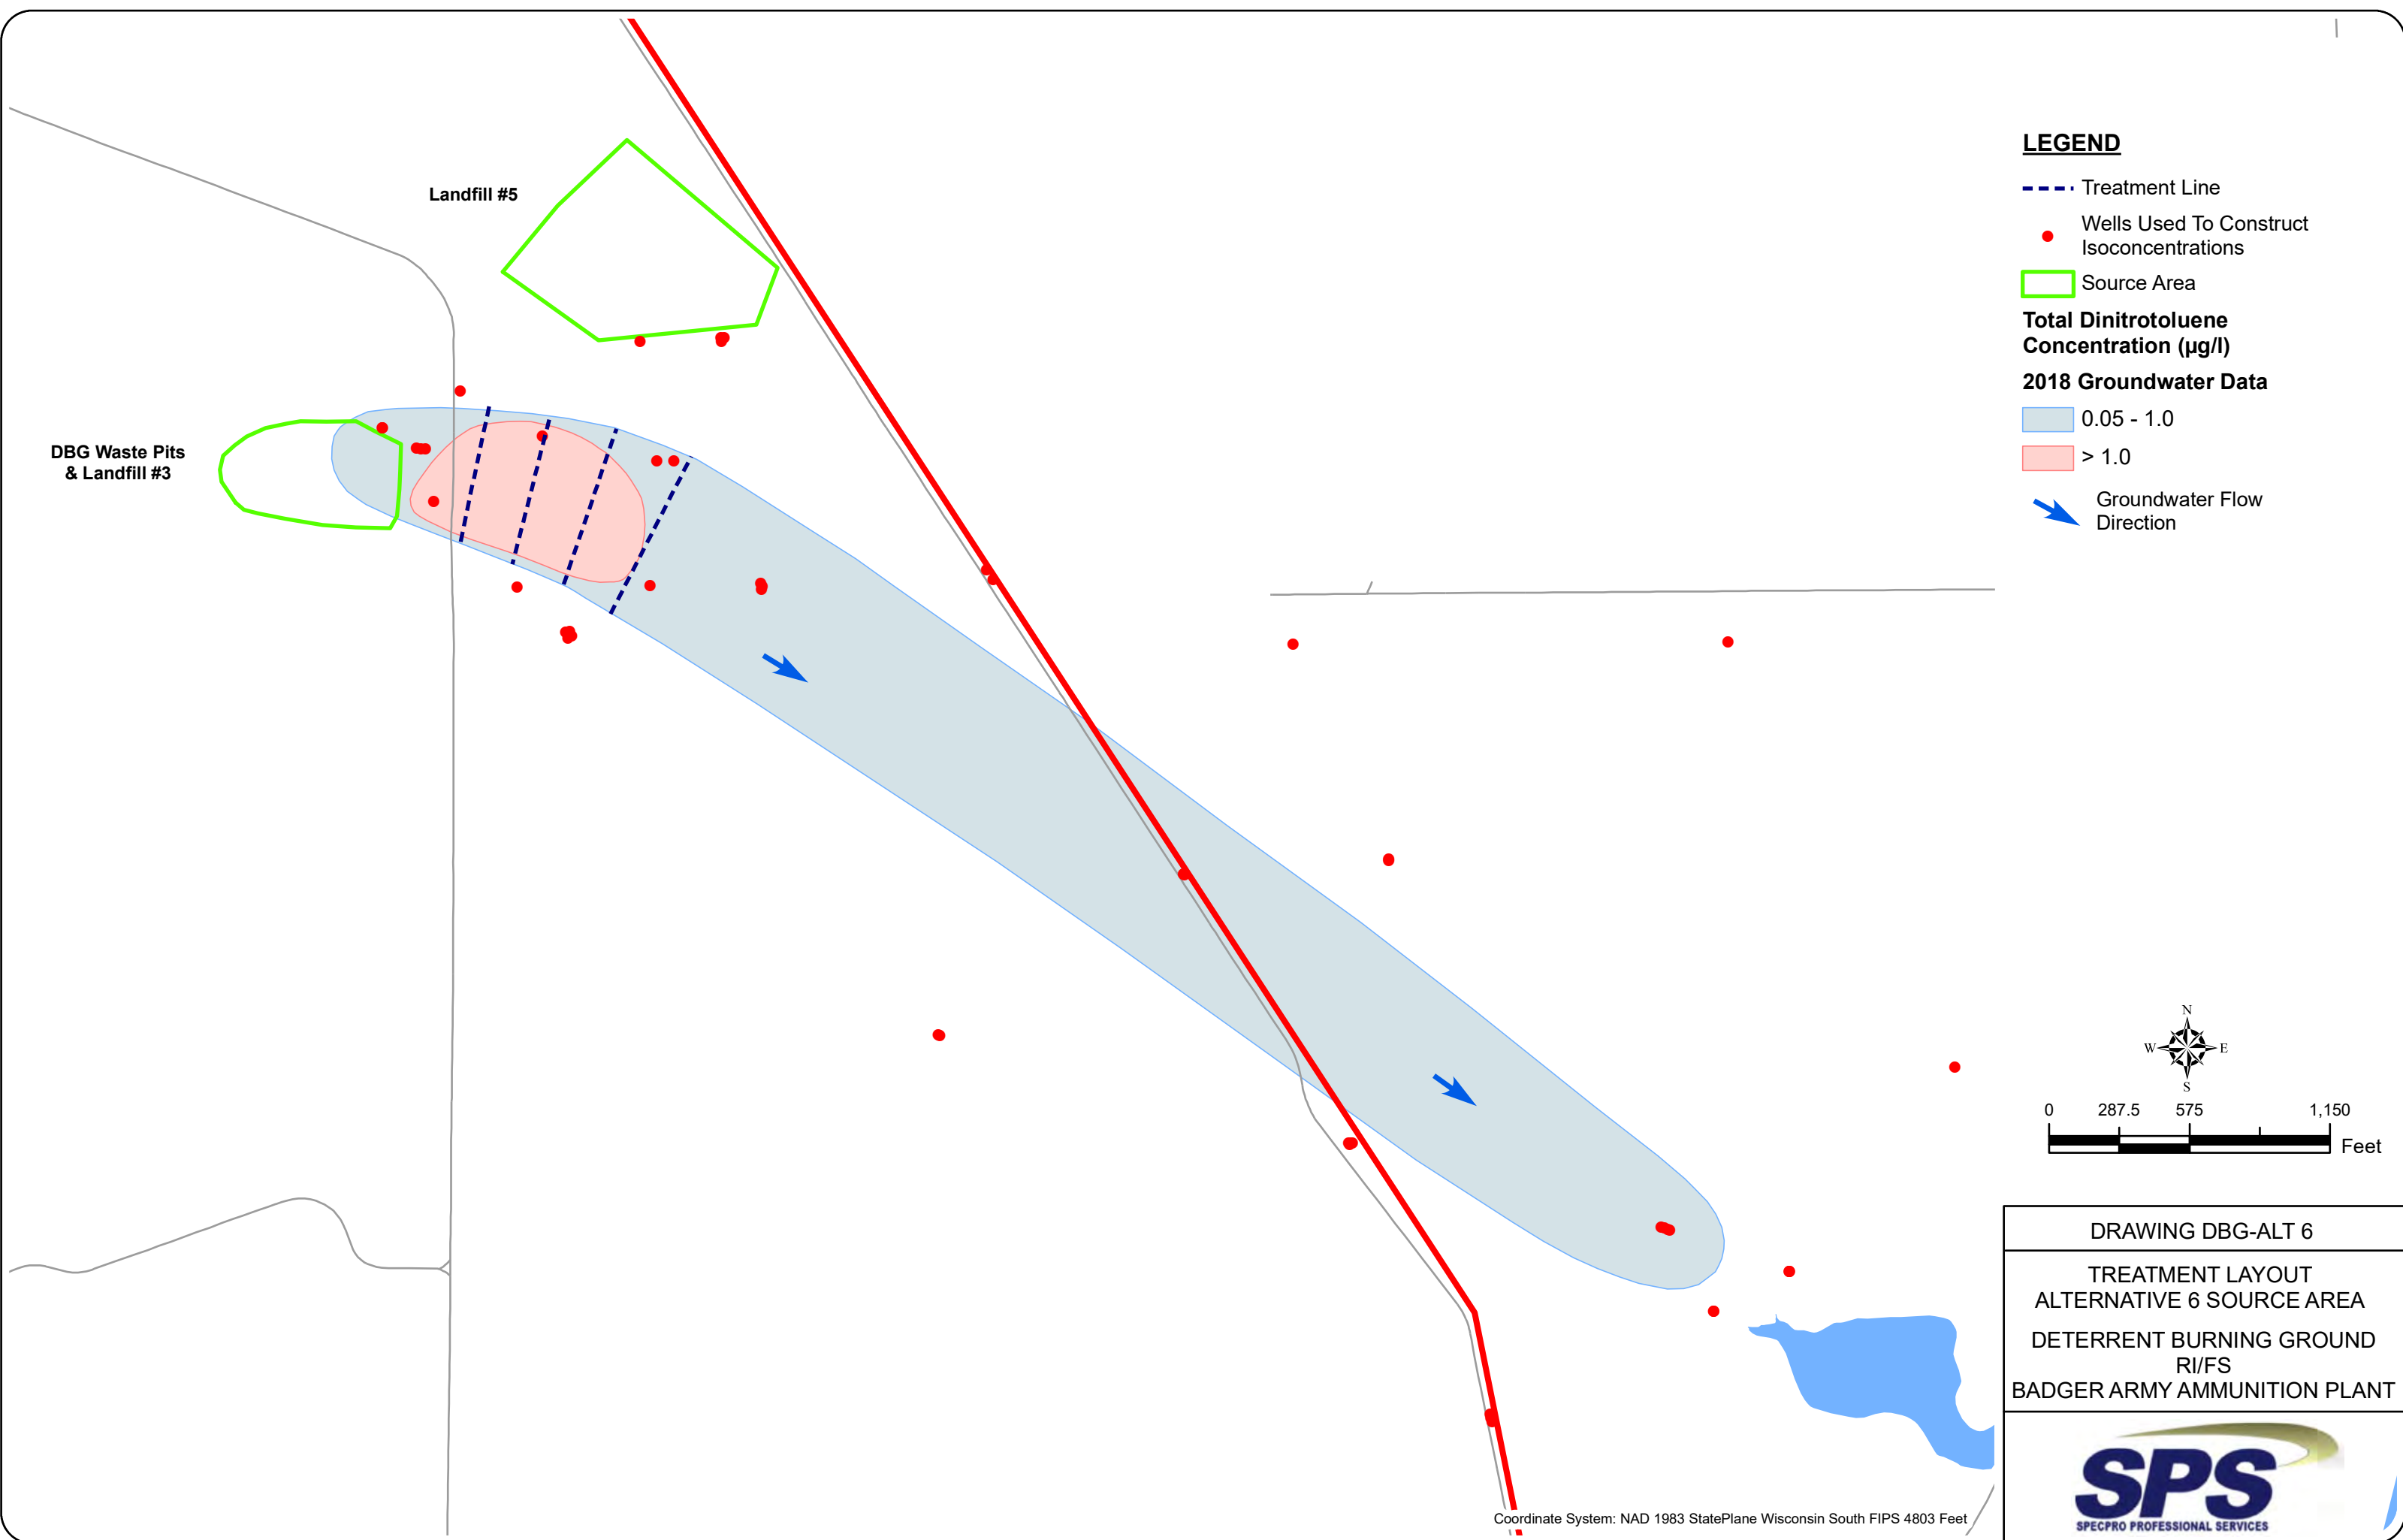 Landfill #5
DBG Waste Pits
& Landfill #3
LEGEND
Treatment Line
Wells Used To Construct
Isoconcentrations
Source Area
Total Dinitrotoluene
Concentration (µg/l)
2018 Groundwater Data
0.05 - 1.0
> 1.0
Groundwater Flow
Direction
N
W E
S
0 287.5 575 1,150
Feet
DRAWING DBG-ALT 6
TREATMENT LAYOUT
ALTERNATIVE 6 SOURCE AREA
DETERRENT BURNING GROUND
RI/FS
BADGER ARMY AMMUNITION PLANT
SPS
SPECPRO PROFESSIONAL SERVICES
Coordinate System: NAD 1983 StatePlane Wisconsin South FIPS 4803 Feet